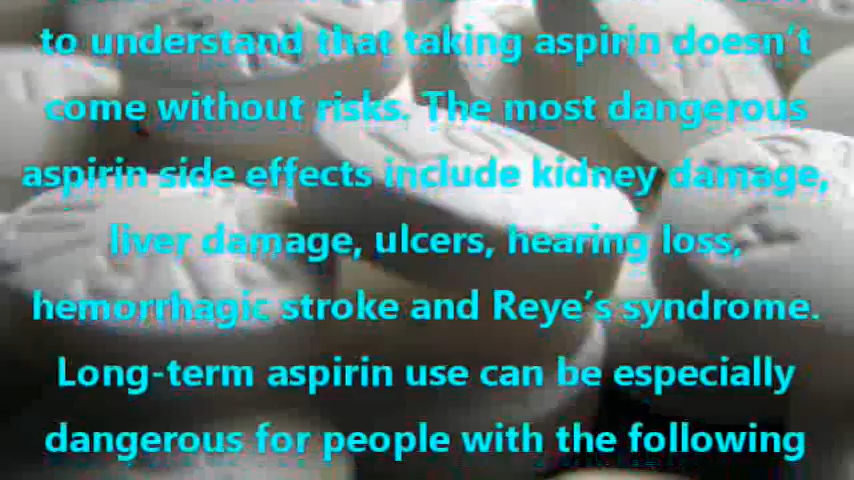 to understand that taking aspirin doesn't
come without risks. The most dangerous
aspirin side effects include kidney damage,
liver damage, ulcers, hearing loss,
hemorrhagic stroke and Reye's syndrome.
Long-term aspirin use can be especially
dangerous for people with the following